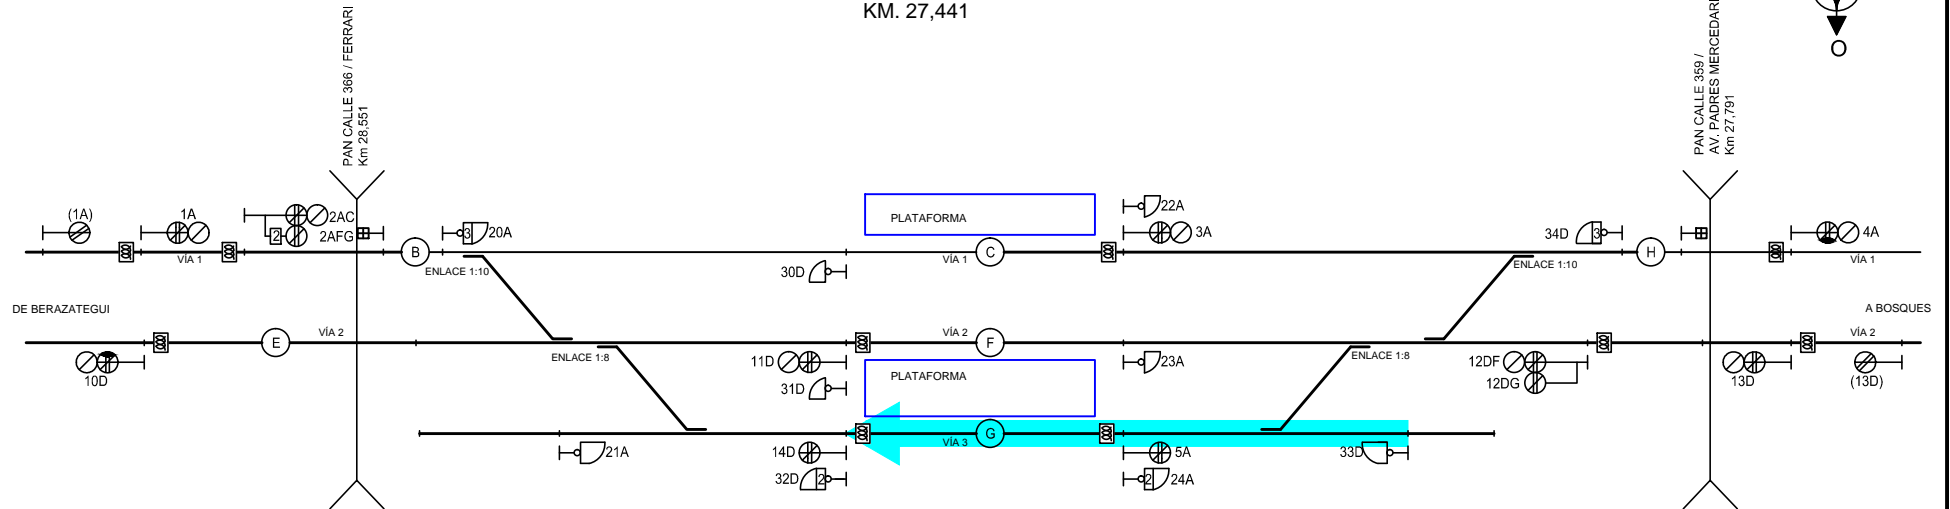 KM. 27,441
O
PAN CALLE 366 / FERRARI
Km 28,551
PAN CALLE 359 /
AV. PADRES MERCEDARI
Km 27,791
(1A)
1A
2AC
2
2AFG
3
20A
PLATAFORMA
22A
3A
34D
3
4A
VÍA 1
B
C
VÍA 1
H
VÍA 1
ENLACE 1:10
30D
ENLACE 1:10
DE BERAZATEGUI
A BOSQUES
E
VÍA 2
VÍA 2
F
VÍA 2
10D
ENLACE 1:8
11D
31D
PLATAFORMA
23A
ENLACE 1:8
12DF
12DG
13D
(13D)
G
VÍA 3
21A
14D
32D
2
5A
2
24A
33D